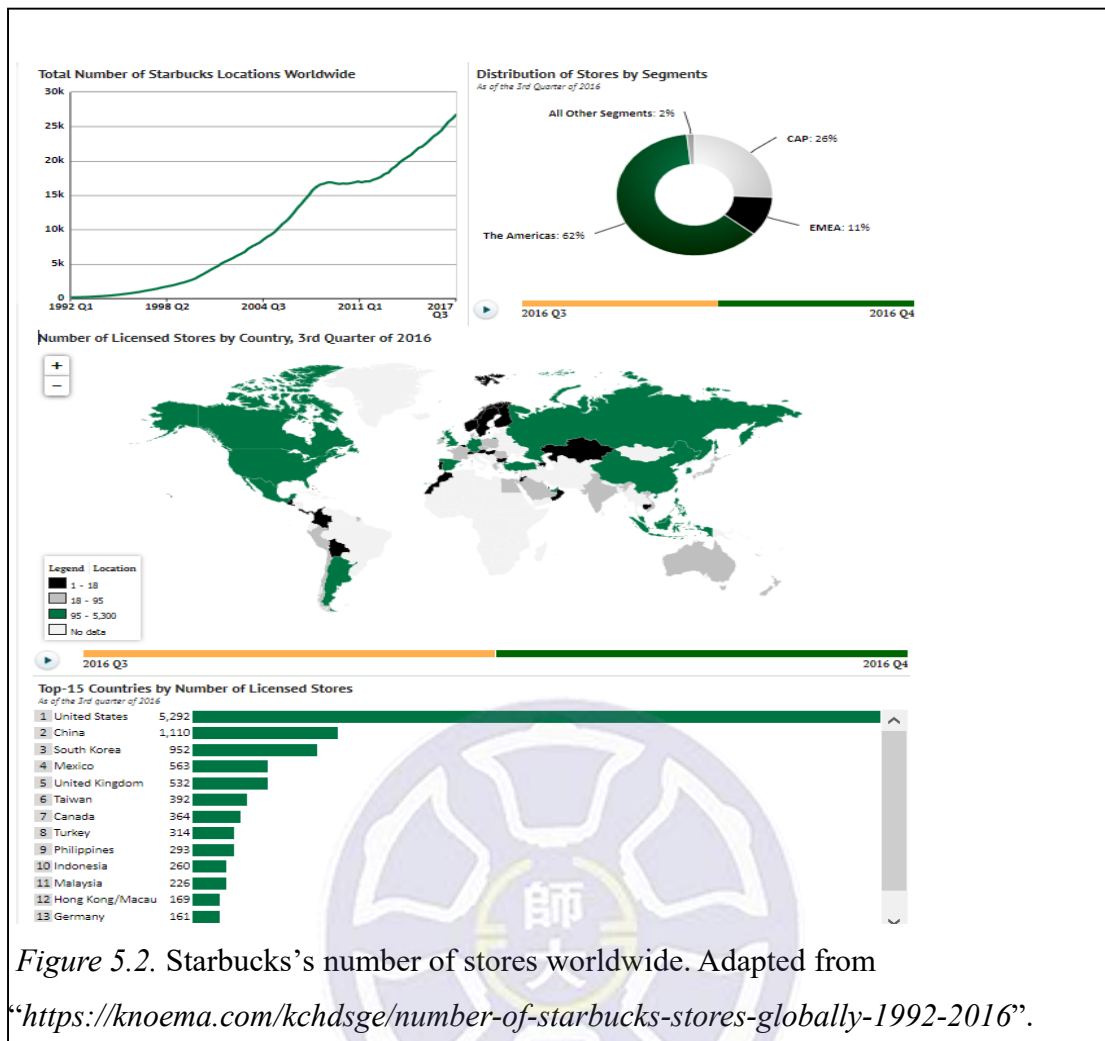 Total Number of Starbucks Locations Worldwide
30k
25k
20k
15k
10k
5k
0
1992 Q1
1998 Q2
2004 Q3
2011 Q1
2017 Q3
Distribution of Stores by Segments
As of the 3rd Quarter of 2016
All Other Segments: 2%
CAP: 26%
The Americas: 62%
EMEA: 11%
2016 Q3
2016 Q4
Number of Licensed Stores by Country, 3rd Quarter of 2016
+
−
Legend Location
1 - 18
18 - 95
95 - 5,300
No data
2016 Q3
2016 Q4
Top-15 Countries by Number of Licensed Stores
As of the 3rd quarter of 2016
1 United States 5,292
2 China 1,110
3 South Korea 952
4 Mexico 563
5 United Kingdom 532
6 Taiwan 392
7 Canada 364
8 Turkey 314
9 Philippines 293
10 Indonesia 260
11 Malaysia 226
12 Hong Kong/Macau 169
13 Germany 161
師
大
Figure 5.2. Starbucks's number of stores worldwide. Adapted from
“https://knoema.com/kchdsge/number-of-starbucks-stores-globally-1992-2016”.